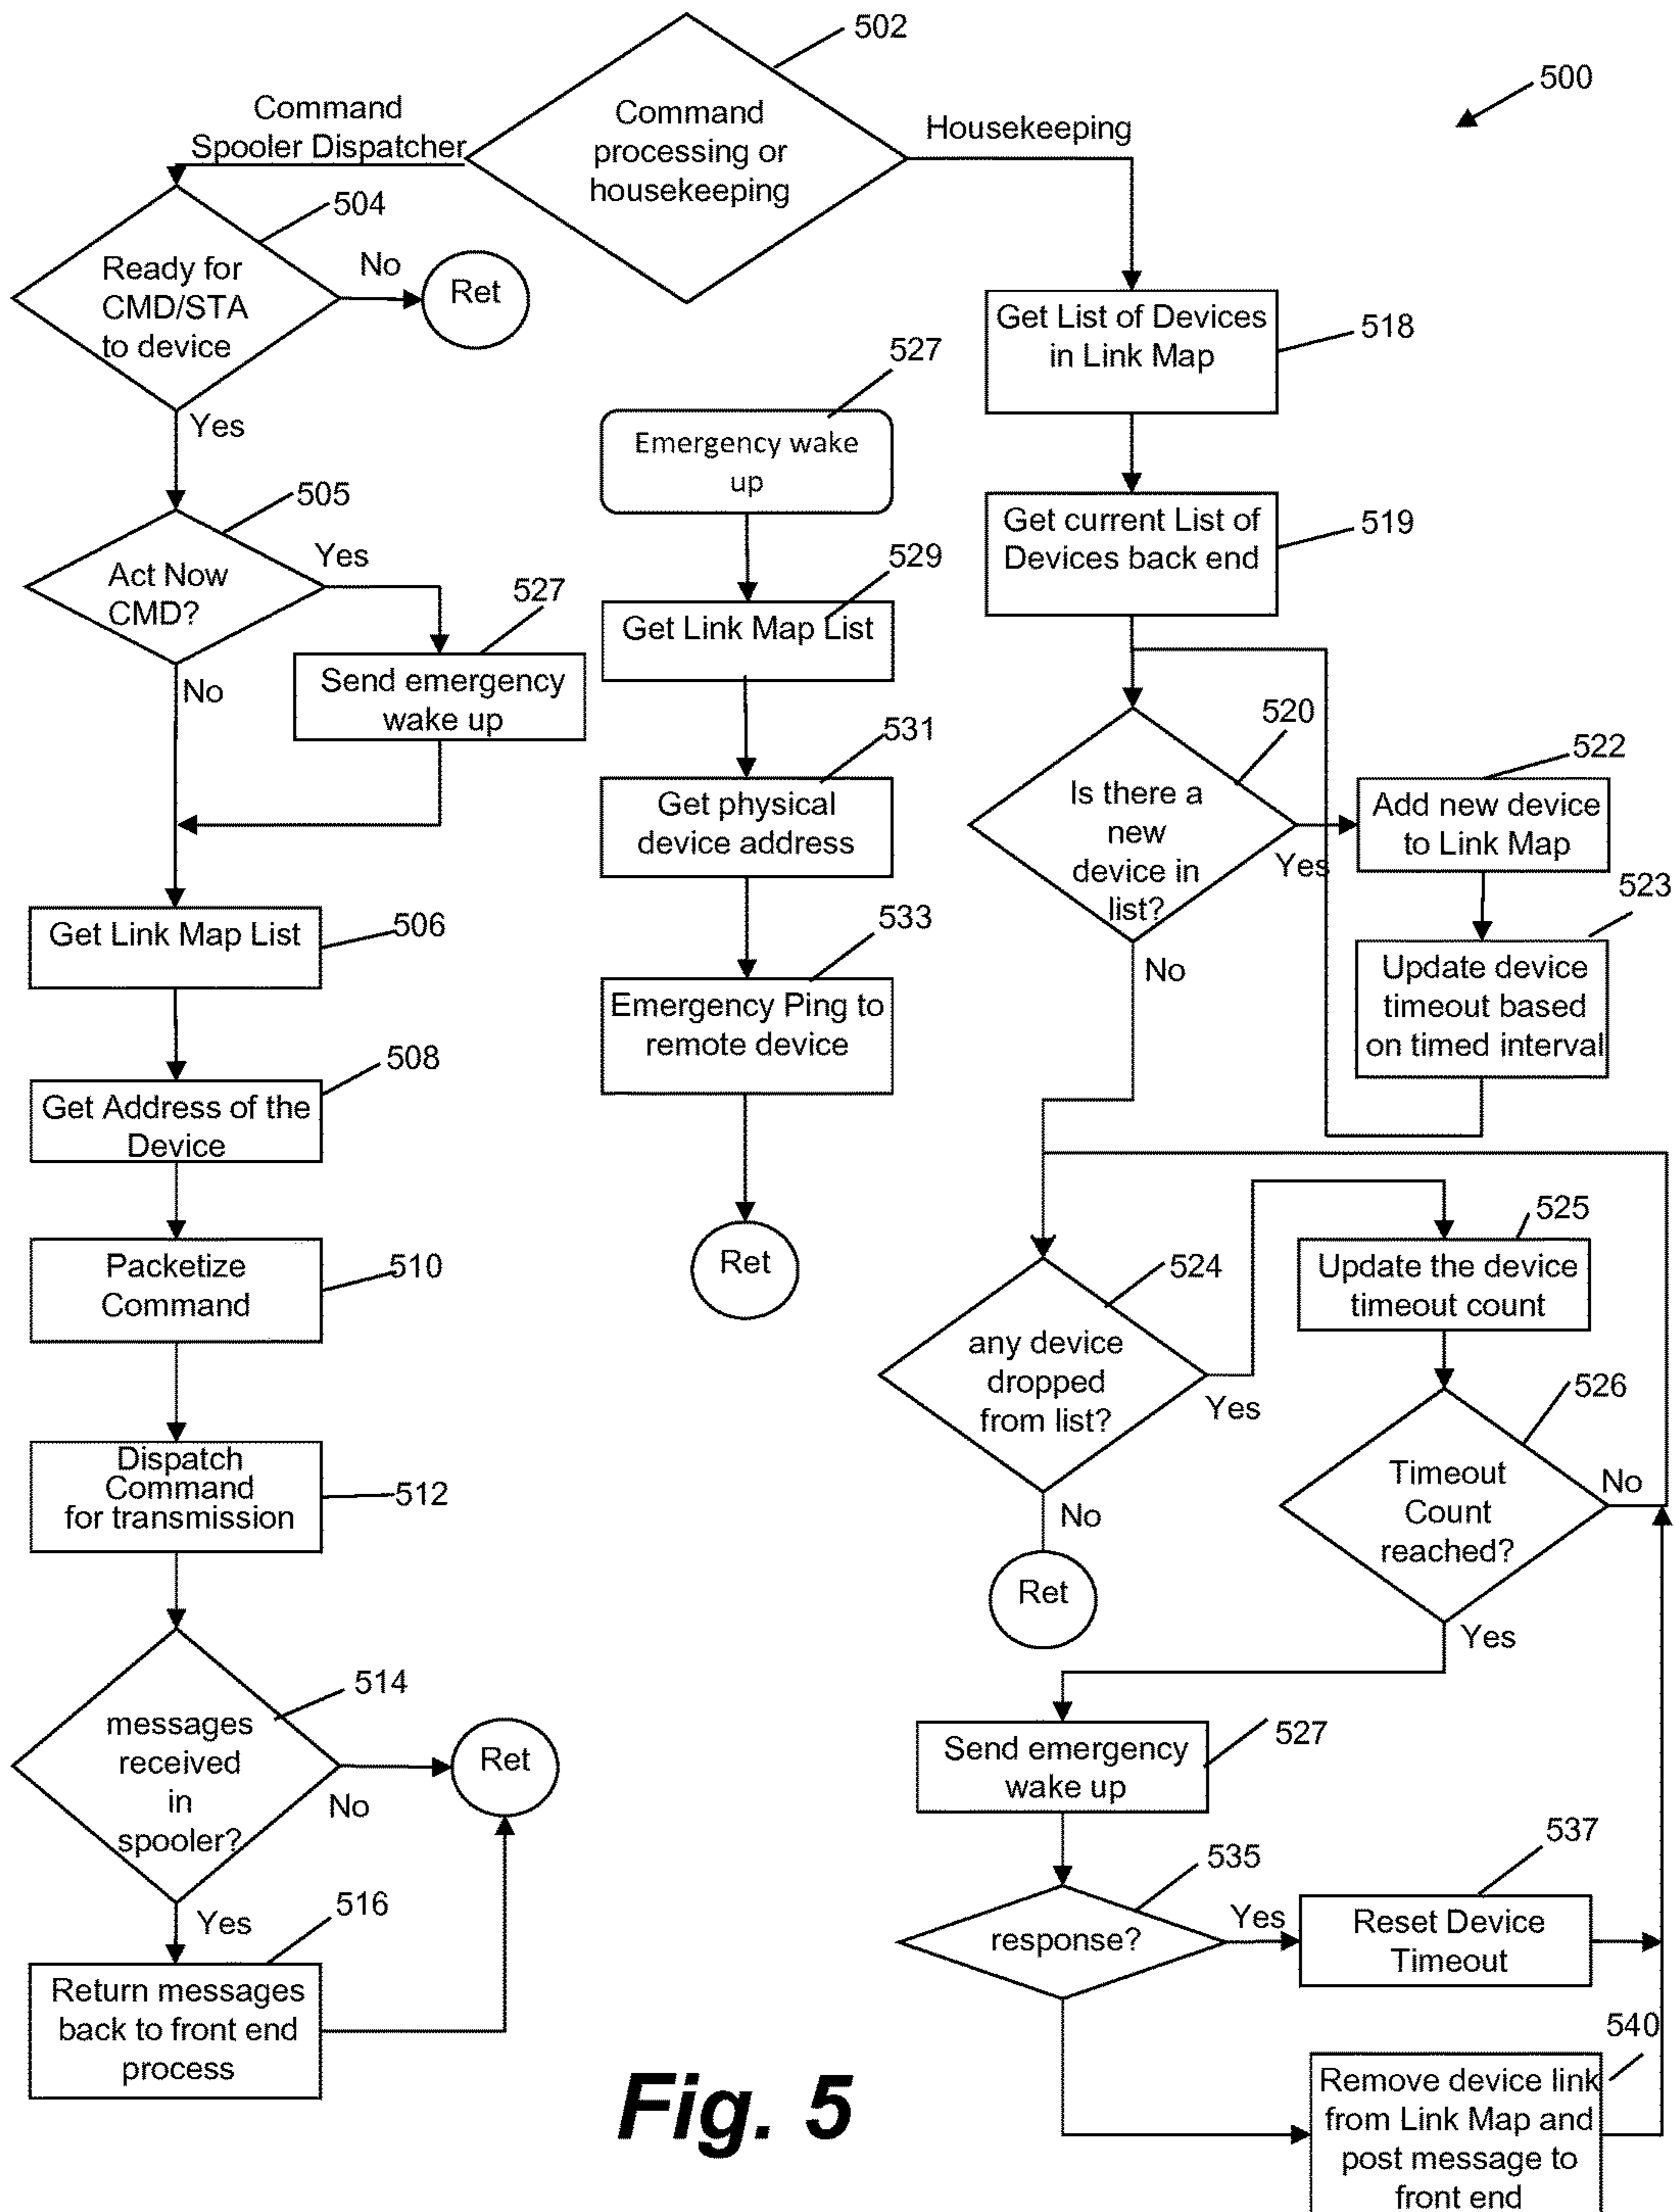 502
500
Command
Spooler Dispatcher
Command
processing or
housekeeping
Housekeeping
504
Ready for
CMD/STA
to device
No
Ret
Yes
505
Act Now
CMD?
Yes
527
Send emergency
wake up
No
Get Link Map List
506
508
Get Address of the
Device
Packetize
Command
510
Dispatch
Command
for transmission
512
514
messages
received
in
spooler?
No
Ret
Yes
516
Return messages
back to front end
process
527
Emergency wake
up
529
Get Link Map List
531
Get physical
device address
533
Emergency Ping to
remote device
Ret
Get List of Devices
in Link Map
518
Get current List of
Devices back end
519
520
Is there a
new
device in
list?
Yes
522
Add new device
to Link Map
523
Update device
timeout based
on timed interval
No
524
any device
dropped
from list?
Yes
525
Update the device
timeout count
526
Timeout
Count
reached?
No
No
Ret
Yes
Send emergency
wake up
527
535
response?
Yes
537
Reset Device
Timeout
540
Remove device link
from Link Map and
post message to
front end
Fig. 5